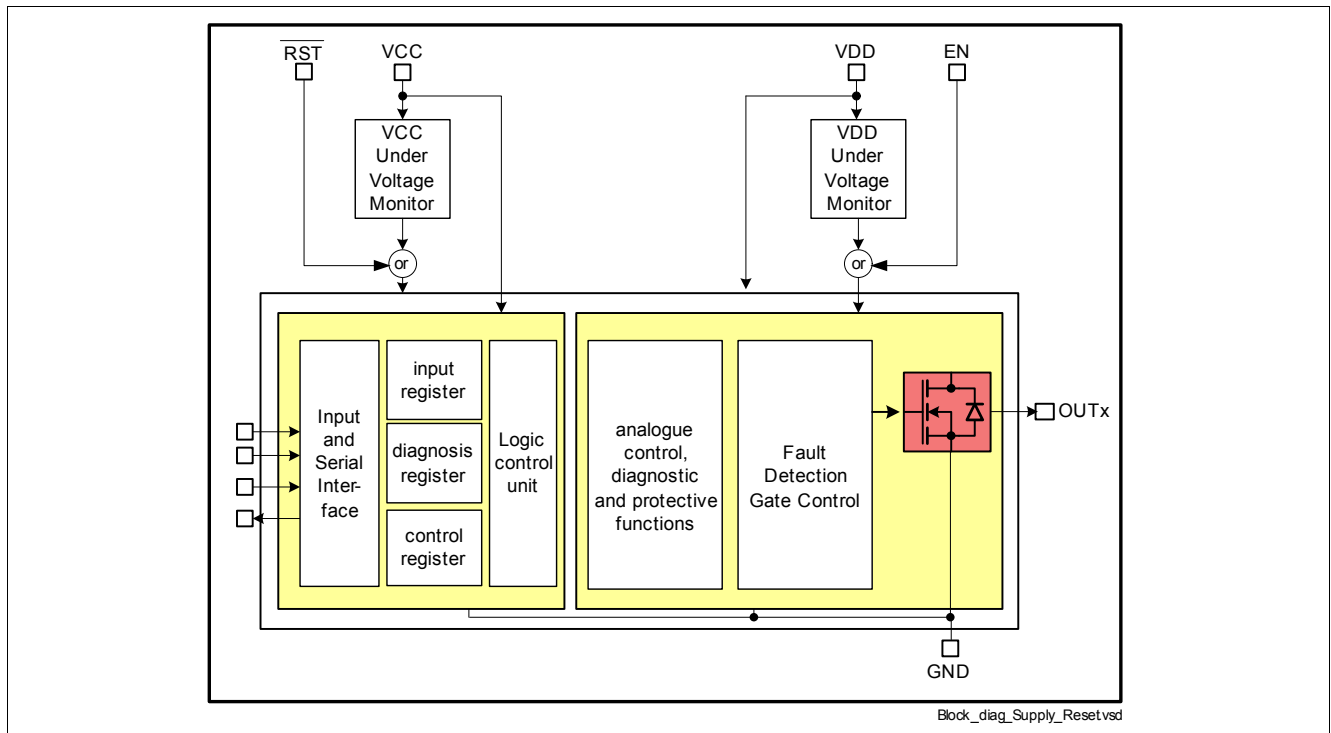 RST
VCC
VDD
EN
VCC
Under
Voltage
Monitor
VDD
Under
Voltage
Monitor
or
or
Input
and
Serial
Inter-
face
input
register
diagnosis
register
control
register
Logic
control
unit
analogue
control,
diagnostic
and protective
functions
Fault
Detection
Gate Control
OUTx
GND
Block_diag_Supply_Reset.vsd